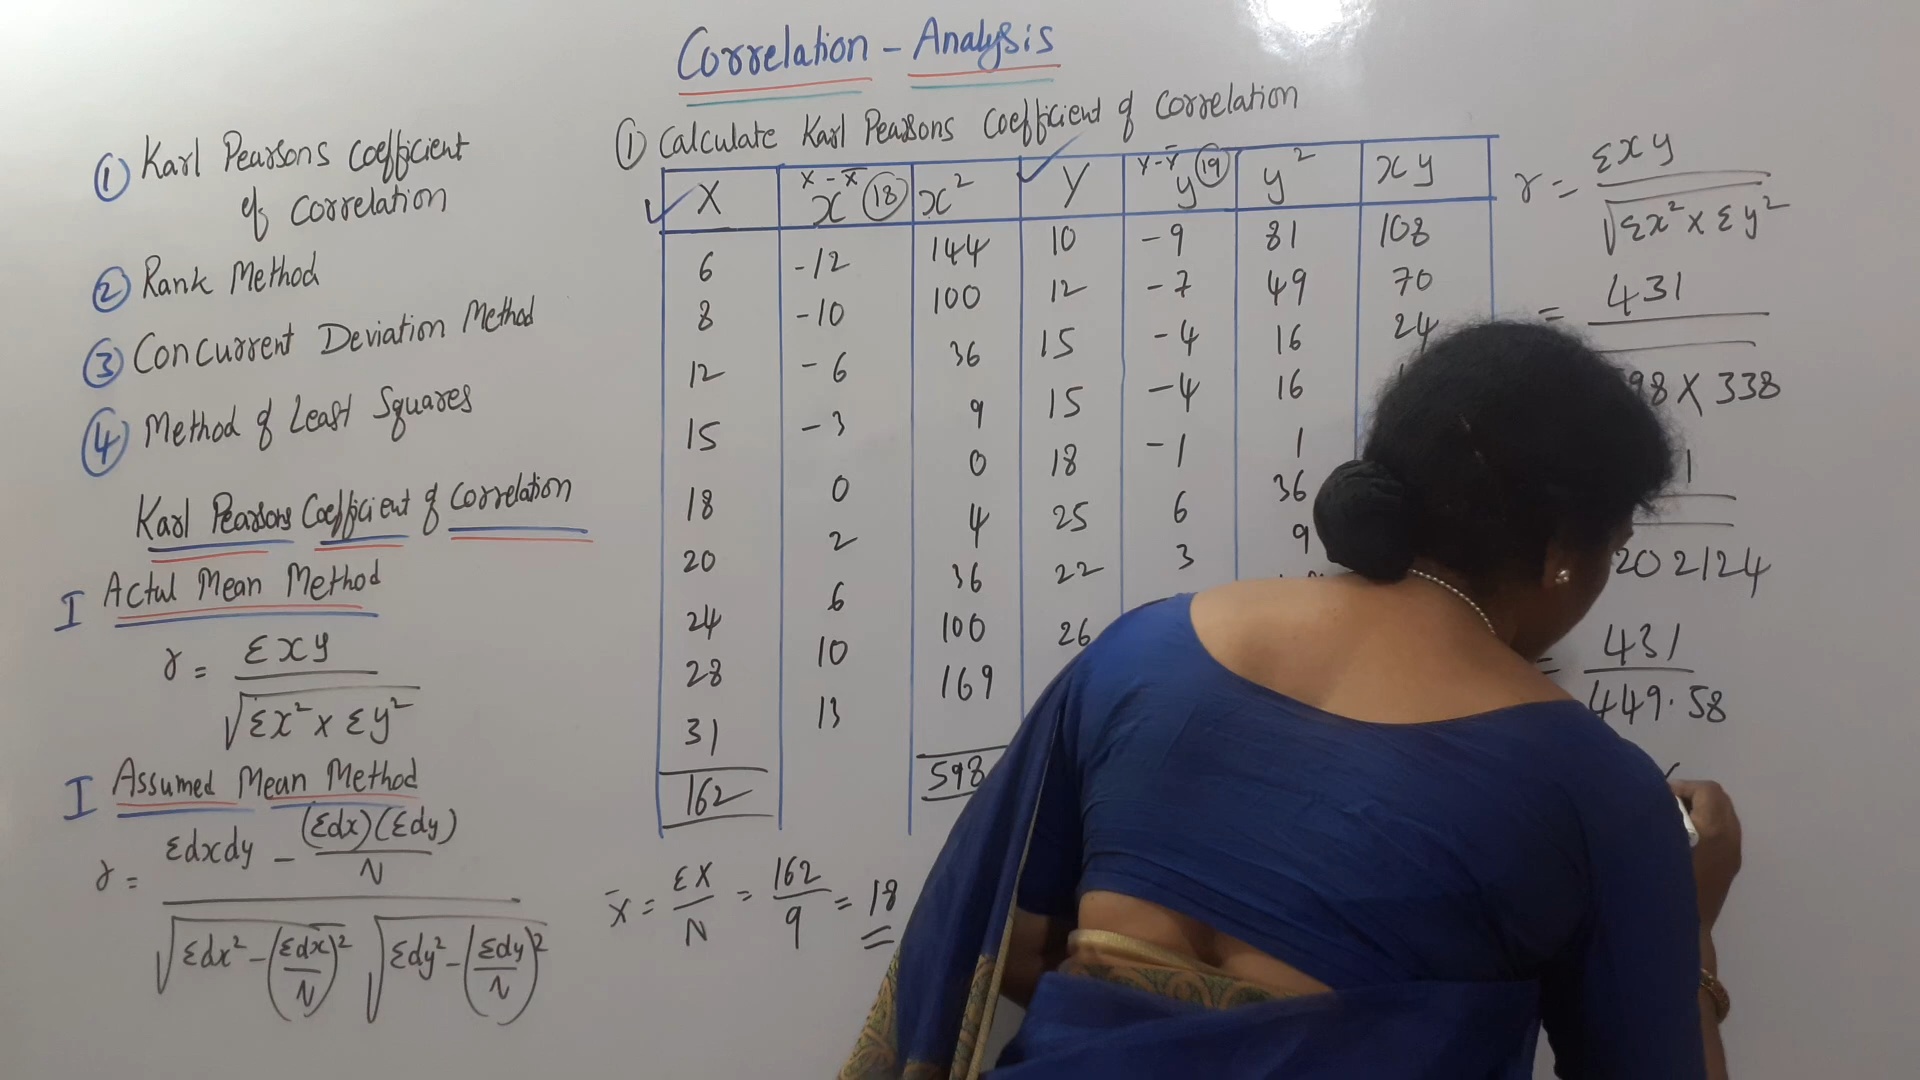 Correlation - Analysis
① Karl Pearsons Coefficient
of Correlation
② Rank Method
③ Concurrent Deviation Method
④ Method of Least Squares
Karl Pearsons Coefficient of Correlation
I Actul Mean Method
r = Σxy / √Σx² x Σy²
I Assumed Mean Method
r = Σdxdy - (Σdx)(Σdy) / N
√Σdx² - (Σdx/N)² √Σdy² - (Σdy/N)²
① Calculate Karl Pearsons Coefficient of Correlation
X | X - X̄ x (18) | x² | Y | Y - Ȳ y (19) | y² | xy
6 | -12 | 144 | 10 | -9 | 81 | 108
8 | -10 | 100 | 12 | -7 | 49 | 70
12 | -6 | 36 | 15 | -4 | 16 | 24
15 | -3 | 9 | 15 | -4 | 16
18 | 0 | 0 | 18 | -1 | 1
20 | 2 | 4 | 25 | 6 | 36
24 | 6 | 36 | 22 | 3 | 9
28 | 10 | 100 | 26
31 | 13 | 169
162 | 598
X̄ = ΣX / N = 162 / 9 = 18
r = Σxy / √Σx² x Σy²
= 431
98 X 338
1
202124
= 431 / 449.58